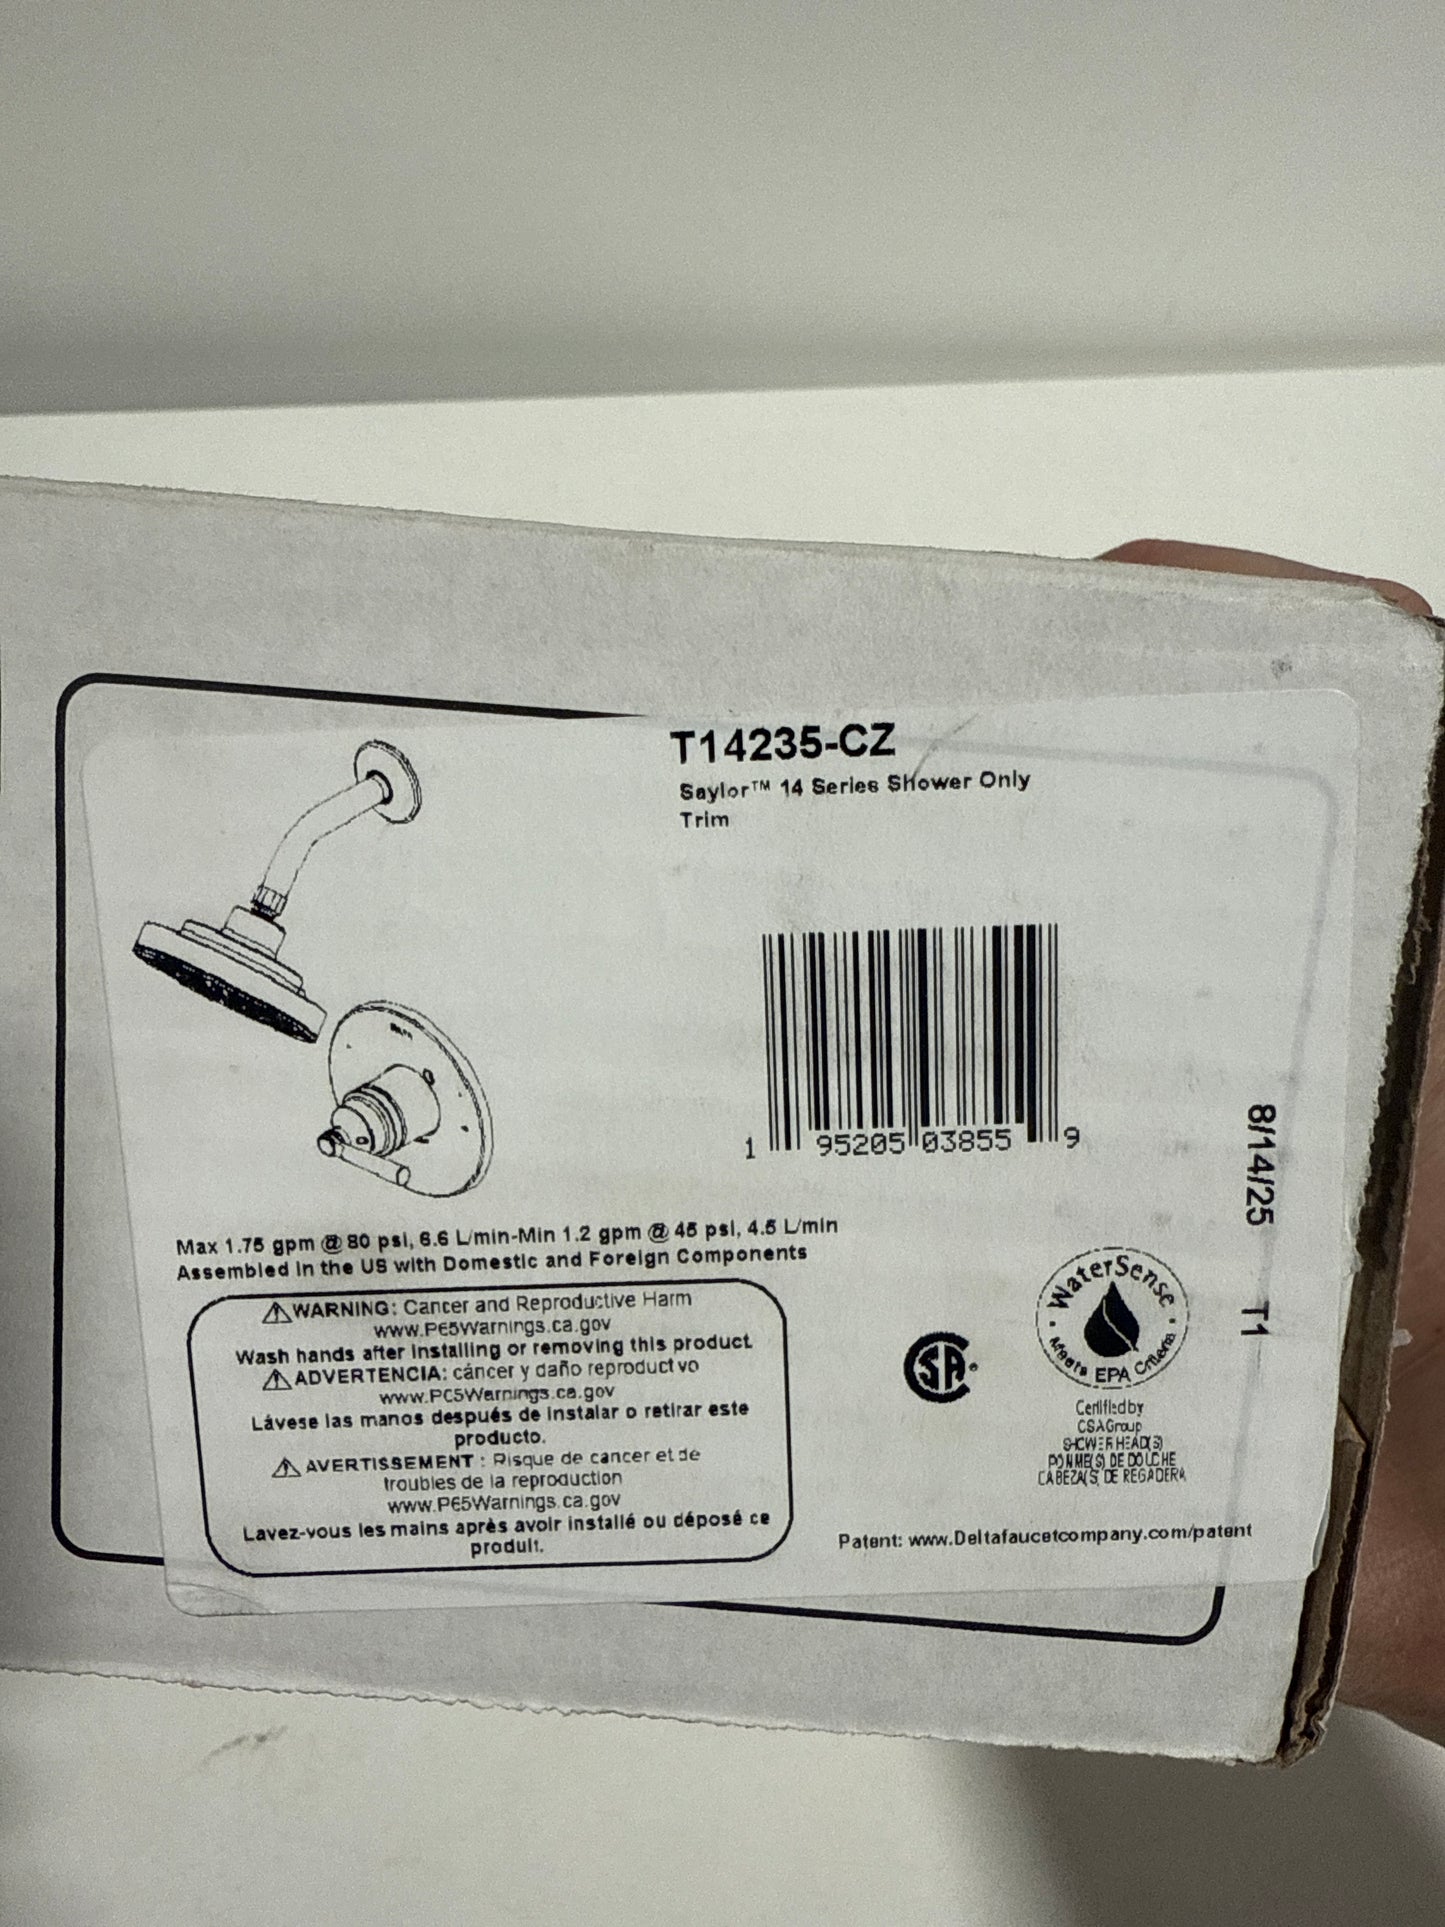 T14235-CZ
Saylor™ 14 Series Shower Only
Trim
1 95205 03855 9
8/14/25 T1
Max 1.75 gpm @ 80 psi, 6.6 L/min-Min 1.2 gpm @ 45 psi, 4.5 L/min
Assembled in the US with Domestic and Foreign Components
⚠WARNING: Cancer and Reproductive Harm
www.P65Warnings.ca.gov
Wash hands after installing or removing this product.
⚠ADVERTENCIA: cáncer y daño reproductivo
www.P65Warnings.ca.gov
Lávese las manos después de instalar o retirar este
producto.
⚠ AVERTISSEMENT : Risque de cancer et de
troubles de la reproduction
www.P65Warnings.ca.gov
Lavez-vous les mains après avoir installé ou déposé ce
produit.
CSA
WaterSense
Meets EPA Criteria
Certified by
CSA Group
SHOWERHEAD(S)
POMME(S) DE DOUCHE
CABEZA(S) DE REGADERA
Patent: www.Deltafaucetcompany.com/patent